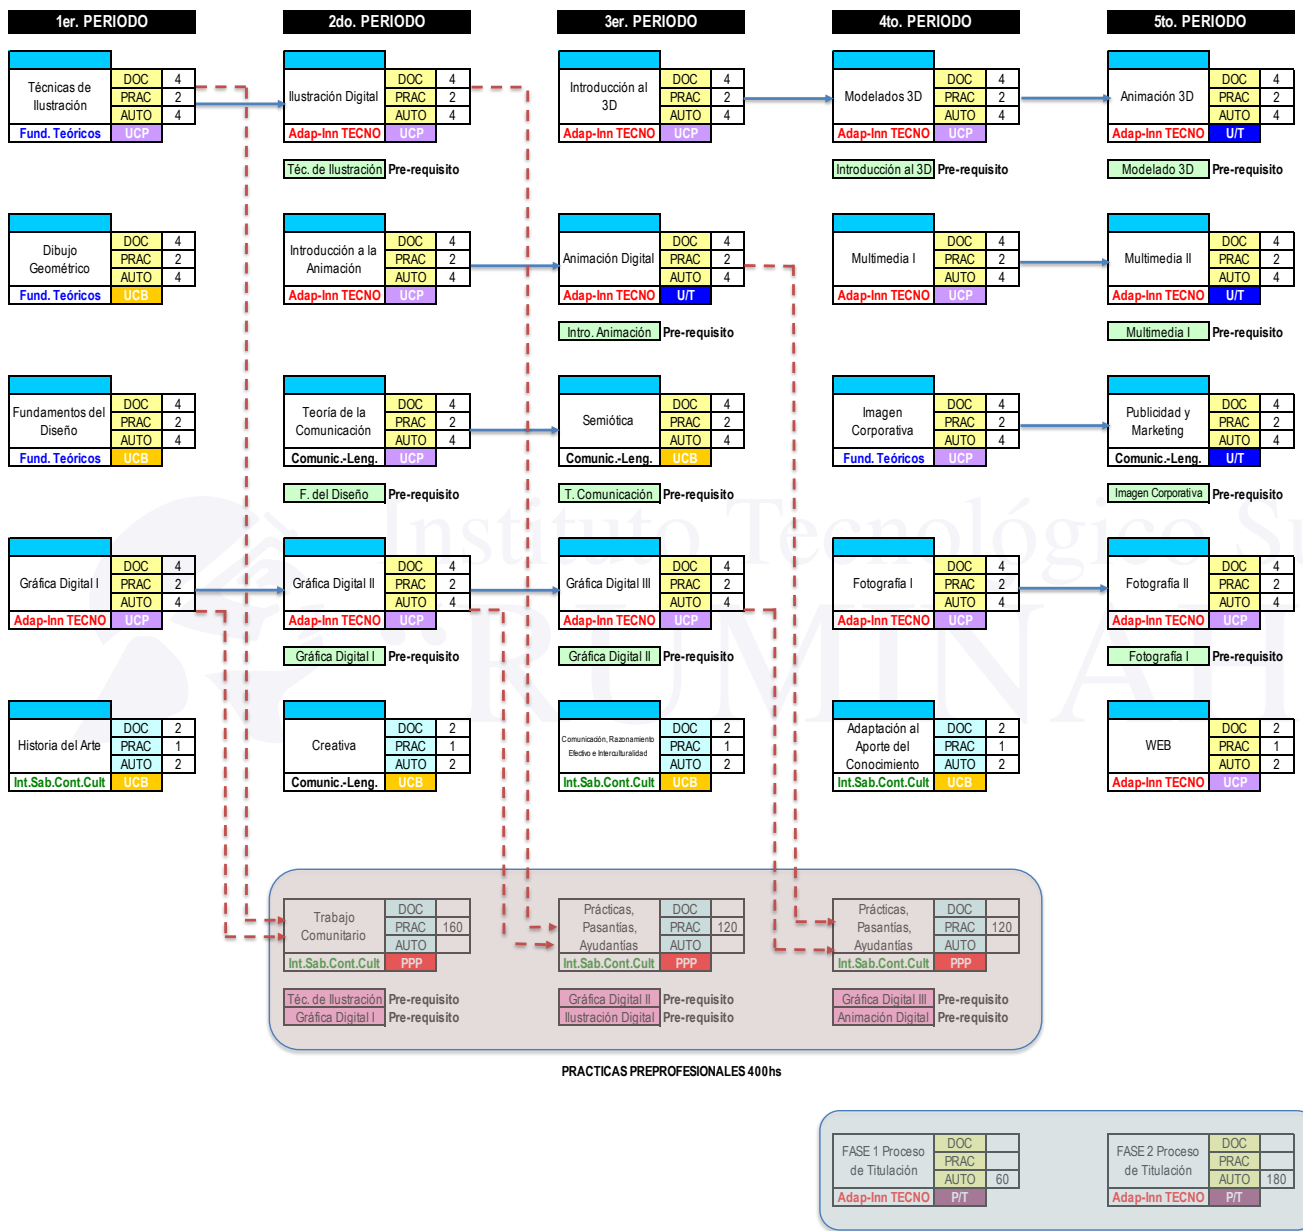 1er. PERIODO 2do. PERIODO 3er. PERIODO 4to. PERIODO 5to. PERIODO
Técnicas de Ilustración DOC 4 PRAC 2 AUTO 4
Fund. Teóricos UCP
Ilustración Digital DOC 4 PRAC 2 AUTO 4
Adap-Inn TECNO UCP
Téc. de Ilustración Pre-requisito
Introducción al 3D DOC 4 PRAC 2 AUTO 4
Adap-Inn TECNO UCP
Modelados 3D DOC 4 PRAC 2 AUTO 4
Adap-Inn TECNO UCP
Introducción al 3D Pre-requisito
Animación 3D DOC 4 PRAC 2 AUTO 4
Adap-Inn TECNO U/T
Modelado 3D Pre-requisito
Dibujo Geométrico DOC 4 PRAC 2 AUTO 4
Fund. Teóricos UCB
Introducción a la Animación DOC 4 PRAC 2 AUTO 4
Adap-Inn TECNO UCP
Animación Digital DOC 4 PRAC 2 AUTO 4
Adap-Inn TECNO U/T
Intro. Animación Pre-requisito
Multimedia I DOC 4 PRAC 2 AUTO 4
Adap-Inn TECNO UCP
Multimedia II DOC 4 PRAC 2 AUTO 4
Adap-Inn TECNO U/T
Multimedia I Pre-requisito
Fundamentos del Diseño DOC 4 PRAC 2 AUTO 4
Fund. Teóricos UCB
Teoría de la Comunicación DOC 4 PRAC 2 AUTO 4
Comunic.-Leng. UCP
F. del Diseño Pre-requisito
Semiótica DOC 4 PRAC 2 AUTO 4
Comunic.-Leng. UCB
T. Comunicación Pre-requisito
Imagen Corporativa DOC 4 PRAC 2 AUTO 4
Fund. Teóricos UCP
Publicidad y Marketing DOC 4 PRAC 2 AUTO 4
Comunic.-Leng. U/T
Imagen Corporativa Pre-requisito
Instituto Tecnológico Su
RUMIÑAH
Gráfica Digital I DOC 4 PRAC 2 AUTO 4
Adap-Inn TECNO UCP
Gráfica Digital II DOC 4 PRAC 2 AUTO 4
Adap-Inn TECNO UCP
Gráfica Digital I Pre-requisito
Gráfica Digital III DOC 4 PRAC 2 AUTO 4
Adap-Inn TECNO UCP
Gráfica Digital II Pre-requisito
Fotografía I DOC 4 PRAC 2 AUTO 4
Adap-Inn TECNO UCP
Fotografía II DOC 4 PRAC 2 AUTO 4
Adap-Inn TECNO UCP
Fotografía I Pre-requisito
Historia del Arte DOC 2 PRAC 1 AUTO 2
Int.Sab.Cont.Cult UCB
Creativa DOC 2 PRAC 1 AUTO 2
Comunic.-Leng. UCB
Comunicación, Razonamiento Efectivo e Interculturalidad DOC 2 PRAC 1 AUTO 2
Int.Sab.Cont.Cult UCB
Adaptación al Aporte del Conocimiento DOC 2 PRAC 1 AUTO 2
Int.Sab.Cont.Cult UCB
WEB DOC 2 PRAC 1 AUTO 2
Adap-Inn TECNO UCP
Trabajo Comunitario DOC PRAC 160 AUTO
Int.Sab.Cont.Cult PPP
Téc. de Ilustración Pre-requisito
Gráfica Digital I Pre-requisito
Prácticas, Pasantías, Ayudantías DOC PRAC 120 AUTO
Int.Sab.Cont.Cult PPP
Gráfica Digital II Pre-requisito
Ilustración Digital Pre-requisito
Prácticas, Pasantías, Ayudantías DOC PRAC 120 AUTO
Int.Sab.Cont.Cult PPP
Gráfica Digital III Pre-requisito
Animación Digital Pre-requisito
PRACTICAS PREPROFESIONALES 400hs
FASE 1 Proceso de Titulación DOC PRAC AUTO 60
Adap-Inn TECNO P/T
FASE 2 Proceso de Titulación DOC PRAC AUTO 180
Adap-Inn TECNO P/T